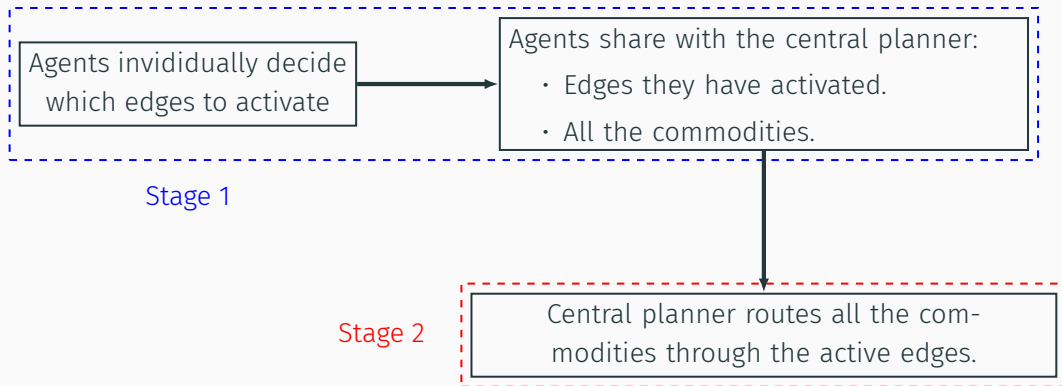 Agents invididually decide
which edges to activate
Agents share with the central planner:
· Edges they have activated.
· All the commodities.
Stage 1
Stage 2
Central planner routes all the com-
modities through the active edges.